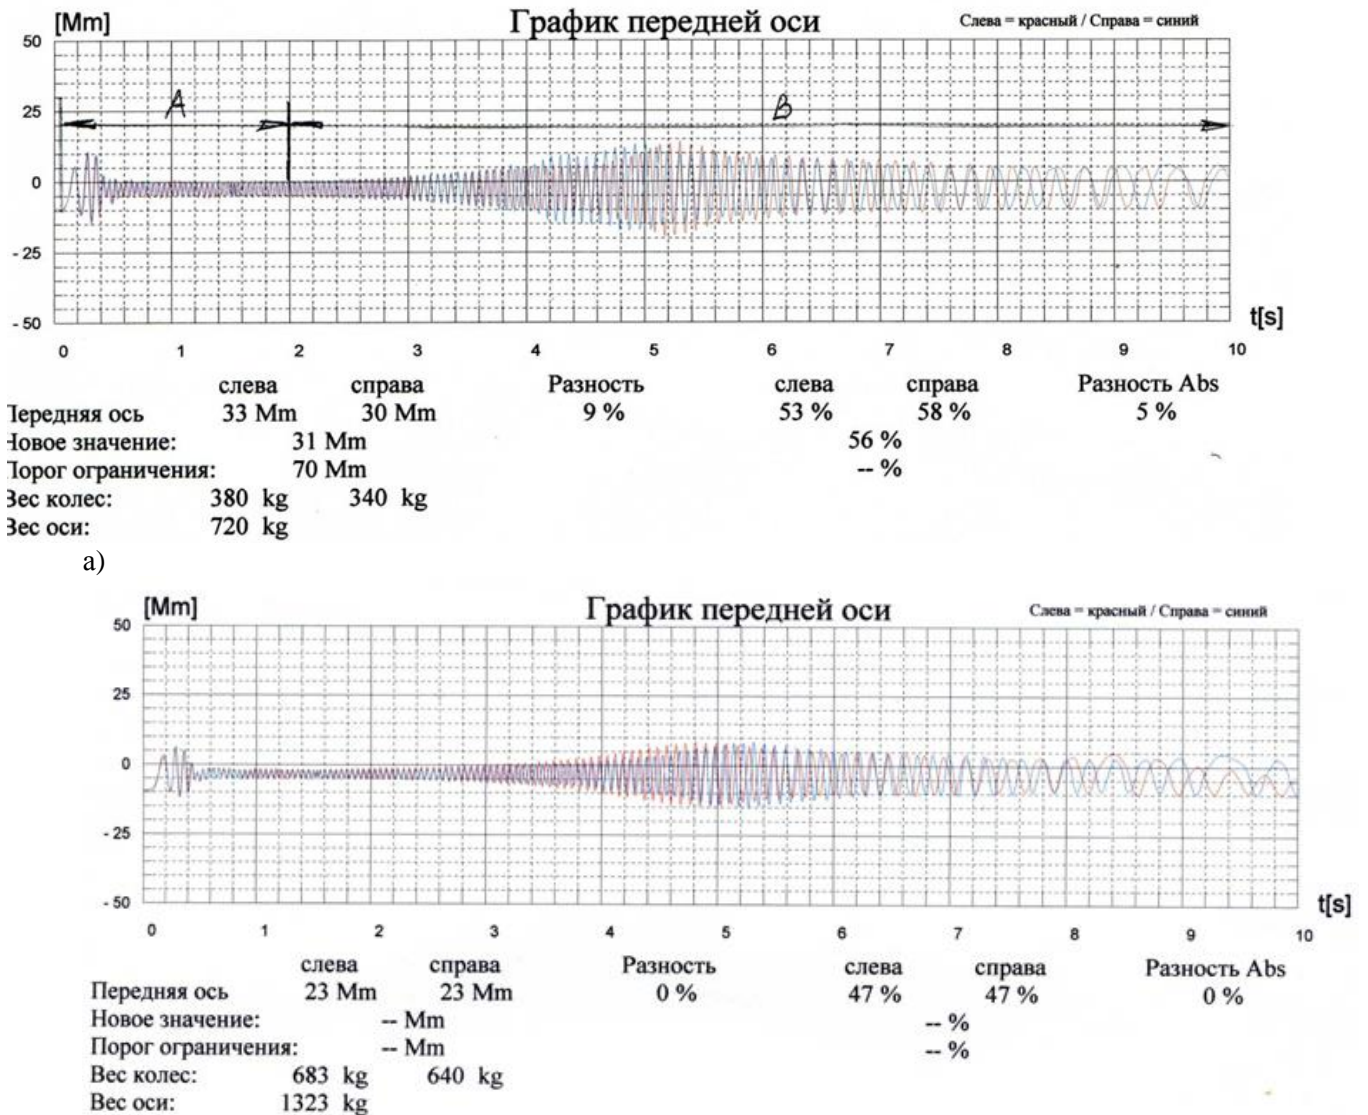 [Mm] График передней оси Слева = красный / Справа = синий
50
A B
25
0
- 25
- 50
t[s]
0 1 2 3 4 5 6 7 8 9 10
слева справа Разность слева справа Разность Abs
Передняя ось 33 Mm 30 Mm 9 % 53 % 58 % 5 %
Новое значение: 31 Mm 56 %
Порог ограничения: 70 Mm -- %
Вес колес: 380 kg 340 kg
Вес оси: 720 kg
а)
[Mm] График передней оси Слева = красный / Справа = синий
50
25
0
- 25
- 50
t[s]
0 1 2 3 4 5 6 7 8 9 10
слева справа Разность слева справа Разность Abs
Передняя ось 23 Mm 23 Mm 0 % 47 % 47 % 0 %
Новое значение: -- Mm -- %
Порог ограничения: -- Mm -- %
Вес колес: 683 kg 640 kg
Вес оси: 1323 kg